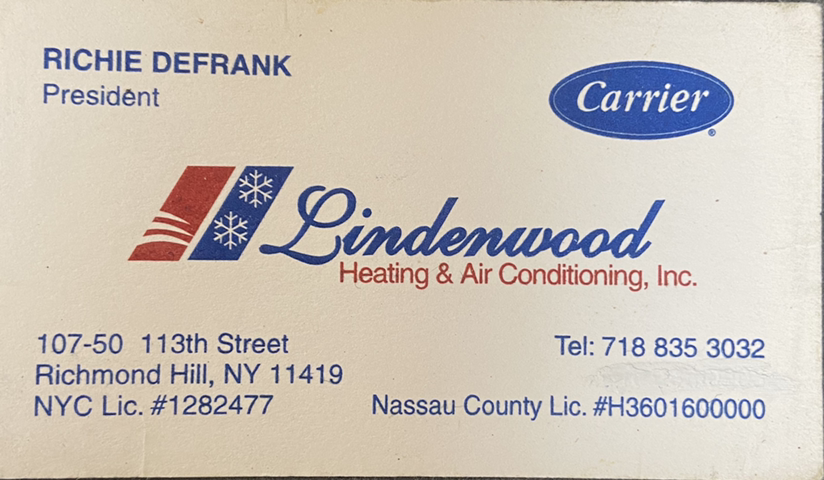 RICHIE DEFRANK
President
Carrier
Lindenwood
Heating & Air Conditioning, Inc.
107-50 113th Street
Richmond Hill, NY 11419
NYC Lic. #1282477
Tel: 718 835 3032
Nassau County Lic. #H3601600000